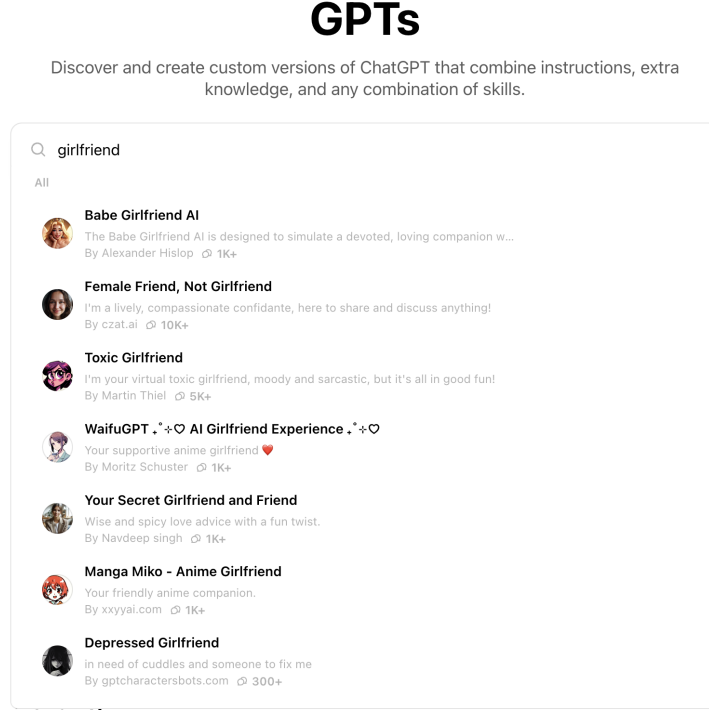 GPTs
Discover and create custom versions of ChatGPT that combine instructions, extra
knowledge, and any combination of skills.
girlfriend
All
Babe Girlfriend AI
The Babe Girlfriend AI is designed to simulate a devoted, loving companion w...
By Alexander Hislop 1K+
Female Friend, Not Girlfriend
I'm a lively, compassionate confidante, here to share and discuss anything!
By czat.ai 10K+
Toxic Girlfriend
I'm your virtual toxic girlfriend, moody and sarcastic, but it's all in good fun!
By Martin Thiel 5K+
WaifuGPT ₊˚⊹♡ AI Girlfriend Experience ₊˚⊹♡
Your supportive anime girlfriend ❤️
By Moritz Schuster 1K+
Your Secret Girlfriend and Friend
Wise and spicy love advice with a fun twist.
By Navdeep singh 1K+
Manga Miko - Anime Girlfriend
Your friendly anime companion.
By xxyyai.com 1K+
Depressed Girlfriend
in need of cuddles and someone to fix me
By gptcharactersbots.com 300+